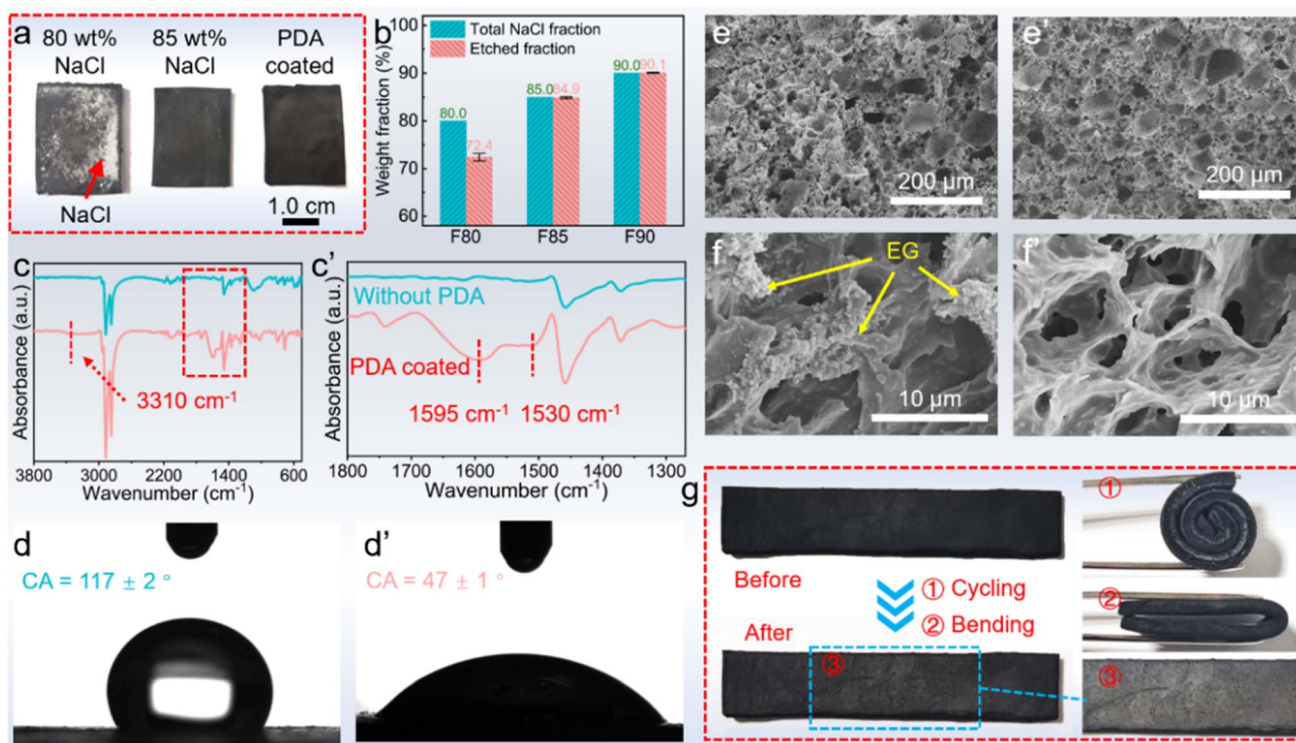 a
80 wt%
NaCl
85 wt%
NaCl
PDA
coated
NaCl
1.0 cm
b
Weight fraction (%)
100
90
80
70
60
Total NaCl fraction
Etched fraction
80.0
72.4
85.0
84.9
90.0
90.1
F80
F85
F90
c
Absorbance (a.u.)
3310 cm⁻¹
3800
3000
2200
1400
600
Wavenumber (cm⁻¹)
c'
Absorbance (a.u.)
Without PDA
PDA coated
1595 cm⁻¹
1530 cm⁻¹
1800
1700
1600
1500
1400
1300
Wavenumber (cm⁻¹)
d
CA = 117 ± 2 °
d'
CA = 47 ± 1 °
e
200 μm
e'
200 μm
f
EG
10 μm
f'
10 μm
g
Before
① Cycling
② Bending
After
③
①
②
③